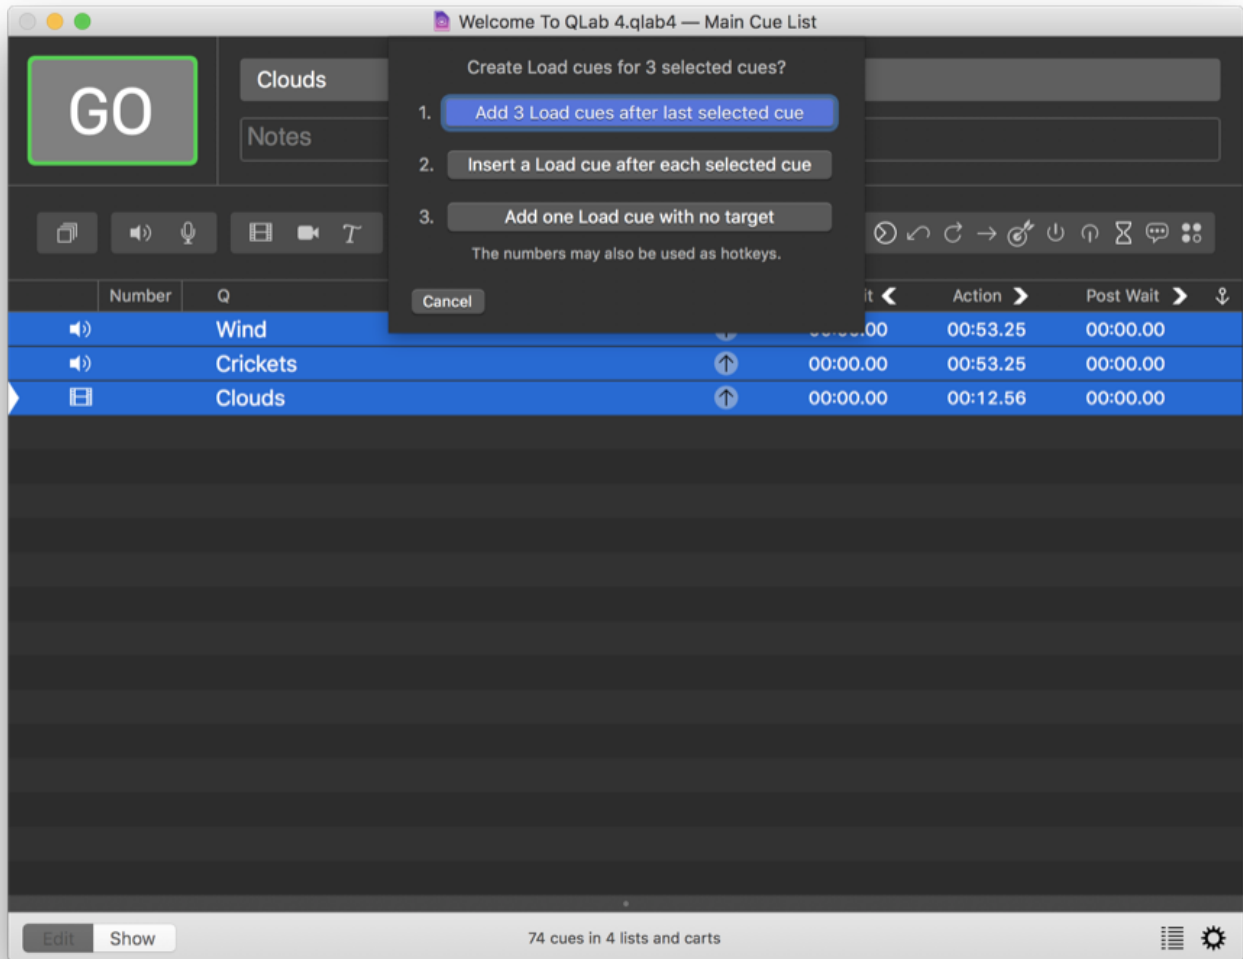 Welcome To QLab 4.qlab4 — Main Cue List
GO
Clouds
Notes
Create Load cues for 3 selected cues?
1. Add 3 Load cues after last selected cue
2. Insert a Load cue after each selected cue
3. Add one Load cue with no target
The numbers may also be used as hotkeys.
Cancel
Number Q it Action Post Wait
Wind 00:53.25 00:00.00
Crickets 00:00.00 00:53.25 00:00.00
Clouds 00:00.00 00:12.56 00:00.00
Edit Show 74 cues in 4 lists and carts